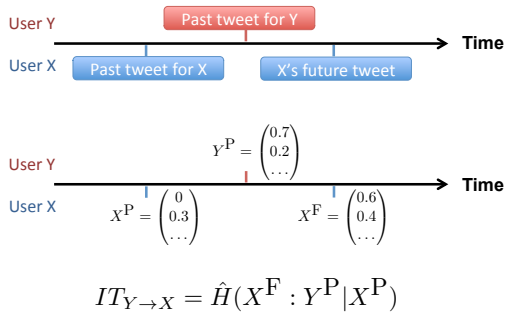 User Y
Past tweet for Y
Time
User X
Past tweet for X
X's future tweet
Y^P = (0.7
0.2
...)
User Y
Time
User X
X^P = (0
0.3
...)
X^F = (0.6
0.4
...)
IT_{Y→X} = Ĥ(X^F : Y^P|X^P)